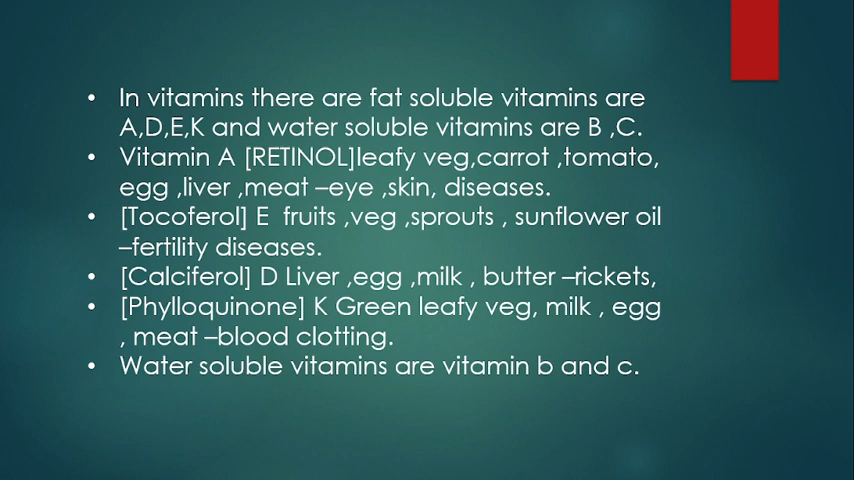 • In vitamins there are fat soluble vitamins are
A,D,E,K and water soluble vitamins are B ,C.
• Vitamin A [RETINOL]leafy veg,carrot ,tomato,
egg ,liver ,meat –eye ,skin, diseases.
• [Tocoferol] E  fruits ,veg ,sprouts , sunflower oil
–fertility diseases.
• [Calciferol] D Liver ,egg ,milk , butter –rickets,
• [Phylloquinone] K Green leafy veg, milk , egg
, meat –blood clotting.
• Water soluble vitamins are vitamin b and c.